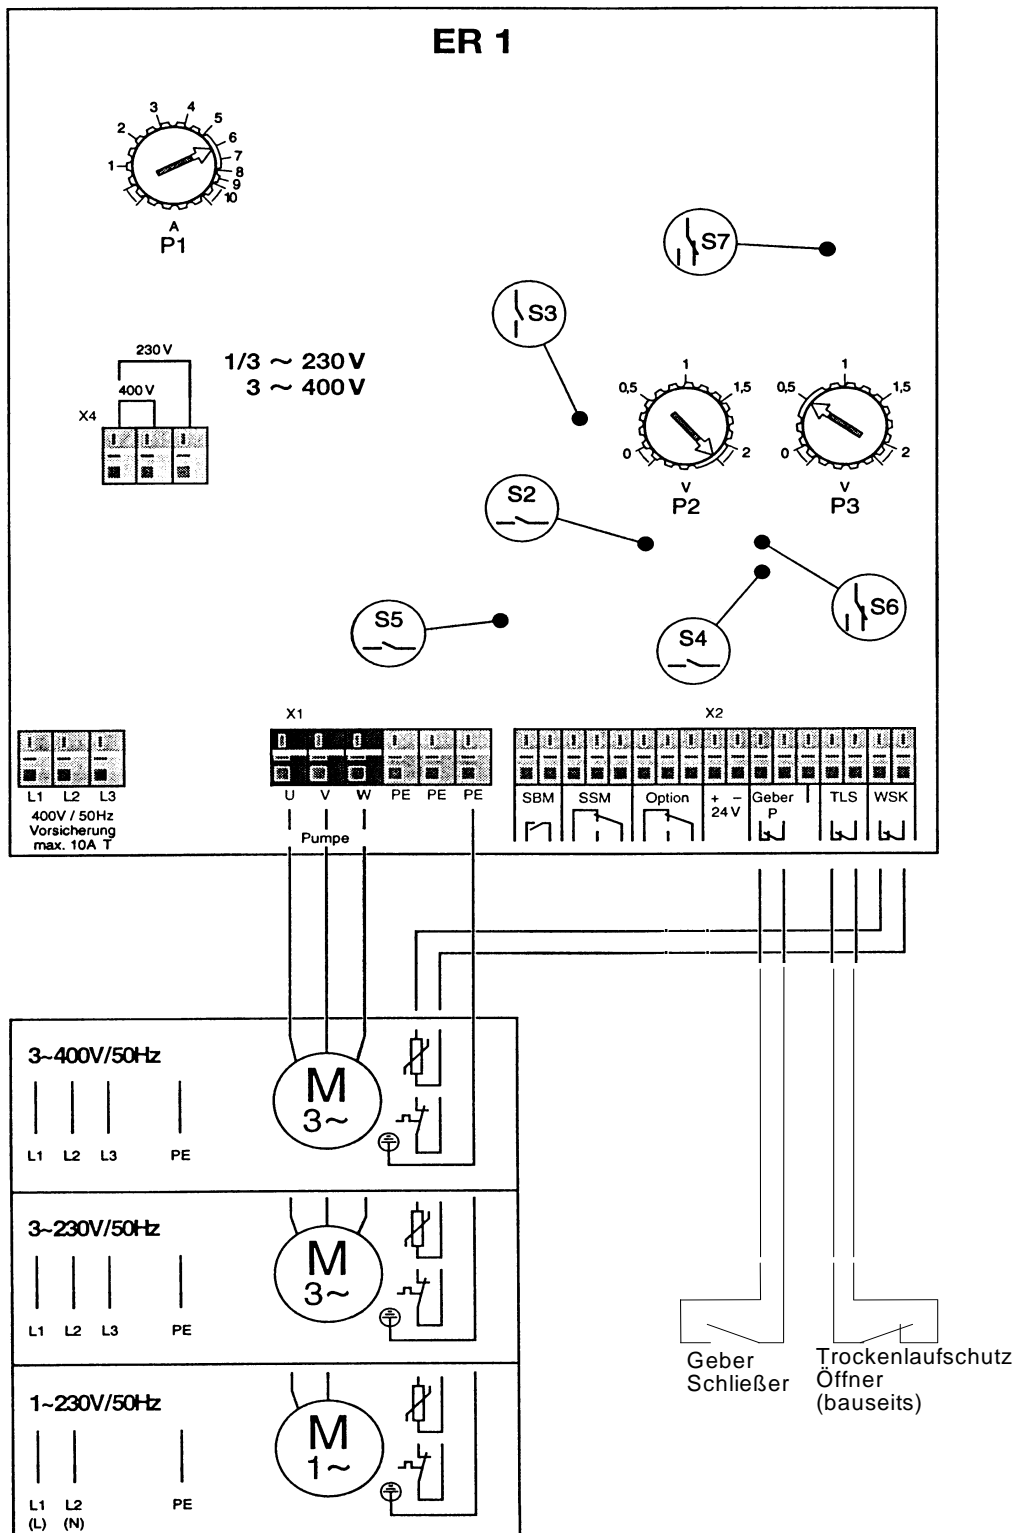 ER 1
1
2
3
4
5
6
7
8
9
10
A
P1
S7
S3
230 V
400 V
X4
1/3 ~ 230 V
3 ~ 400 V
0
0,5
1
1,5
2
V
P2
0
0,5
1
1,5
2
V
P3
S2
S5
S4
S6
X1
X2
L1 L2 L3
400V / 50Hz
Vorsicherung
max. 10A T
U V W PE PE PE
Pumpe
SBM
SSM
Option
+ –
24 V
Geber
P
TLS
WSK
3~400V/50Hz
L1 L2 L3 PE
M
3~
3~230V/50Hz
L1 L2 L3 PE
M
3~
1~230V/50Hz
L1 L2 PE
(L) (N)
M
1~
Geber
Schließer
Trockenlaufschutz
Öffner
(bauseits)